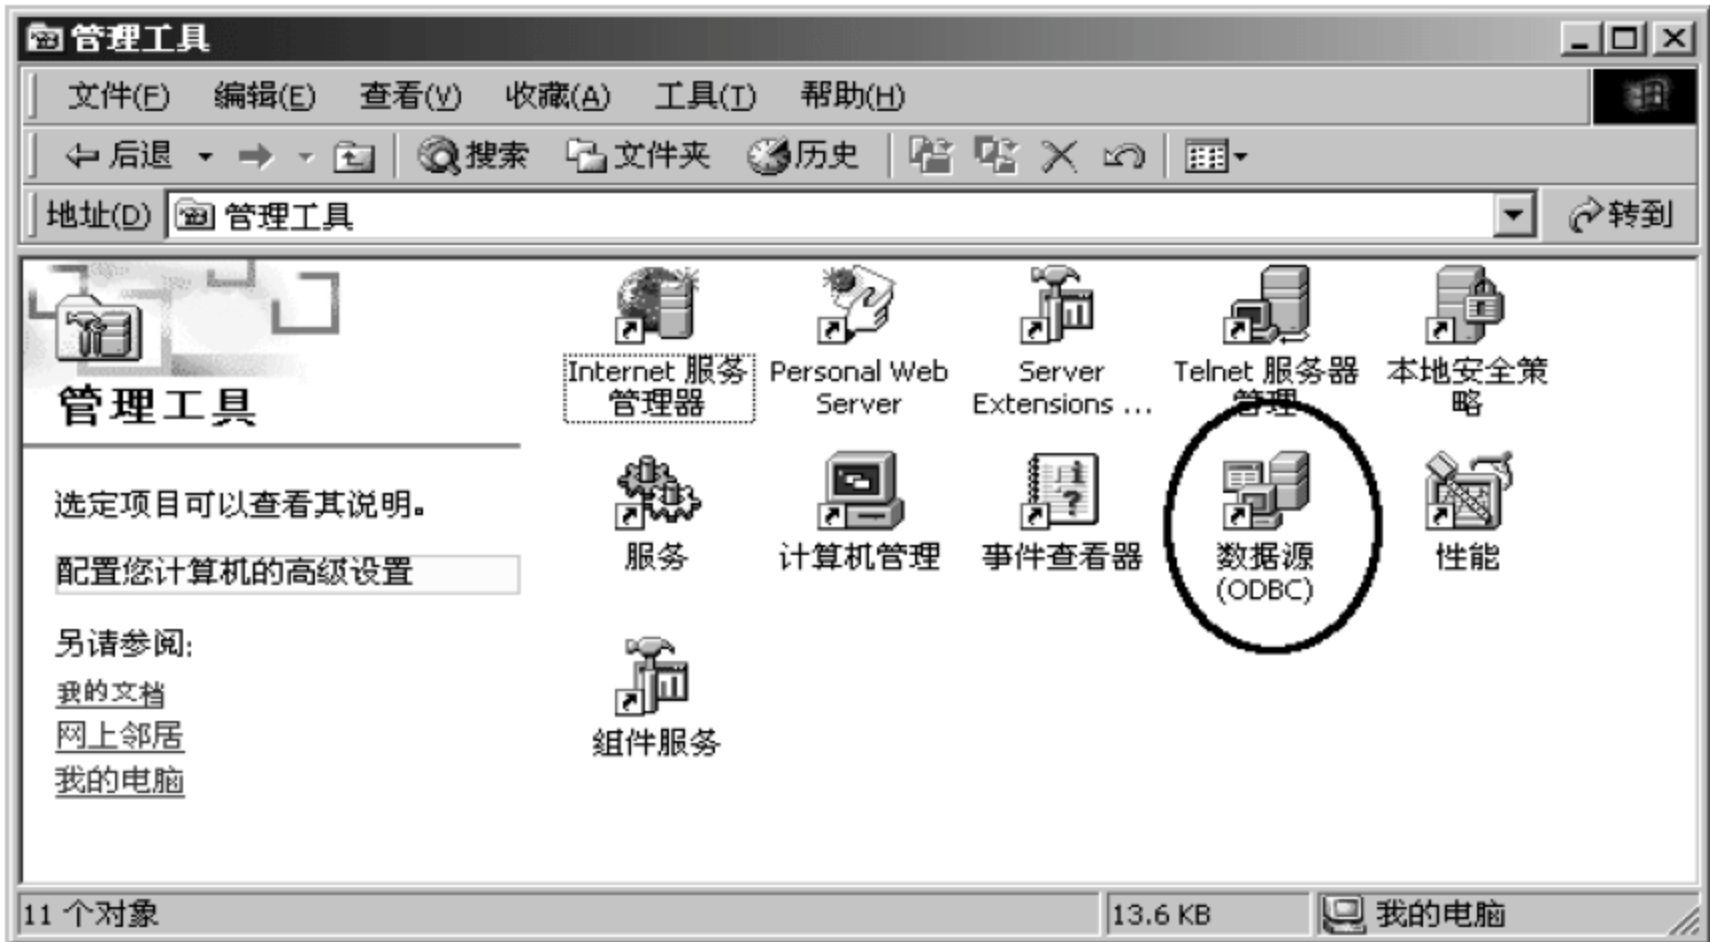 管理工具
文件(F) 编辑(E) 查看(V) 收藏(A) 工具(T) 帮助(H)
后退 搜索 文件夹 历史
地址(D) 管理工具 转到
管理工具
选定项目可以查看其说明。
配置您计算机的高级设置
另请参阅:
我的文档
网上邻居
我的电脑
Internet 服务
管理器
Personal Web
Server
Server
Extensions ...
Telnet 服务器
管理
本地安全策
略
服务
计算机管理
事件查看器
数据源
(ODBC)
性能
组件服务
11 个对象
13.6 KB
我的电脑